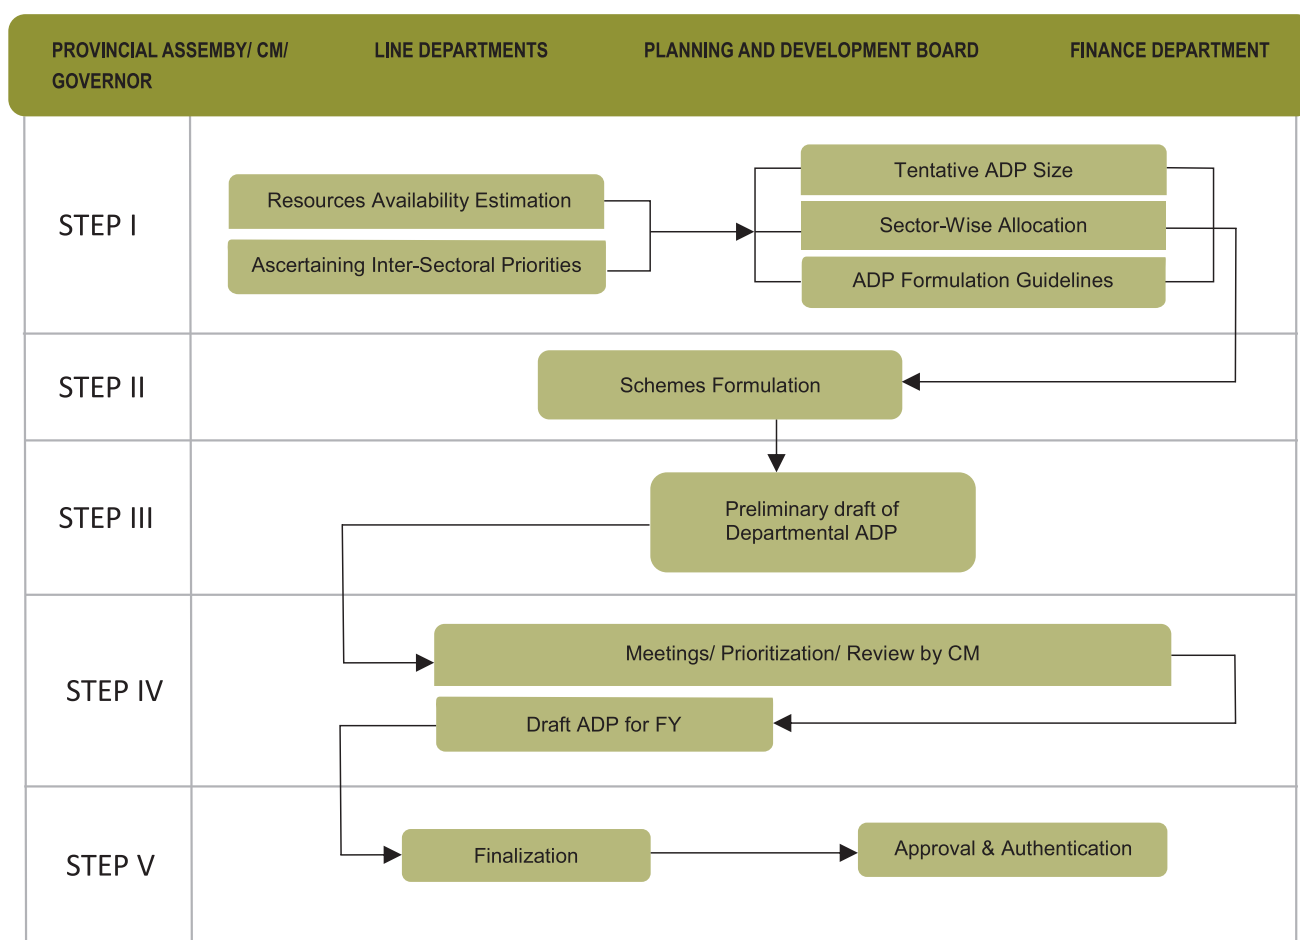 PROVINCIAL ASSEMBY/ CM/
GOVERNOR
LINE DEPARTMENTS
PLANNING AND DEVELOPMENT BOARD
FINANCE DEPARTMENT
STEP I
Resources Availability Estimation
Ascertaining Inter-Sectoral Priorities
Tentative ADP Size
Sector-Wise Allocation
ADP Formulation Guidelines
STEP II
Schemes Formulation
STEP III
Preliminary draft of
Departmental ADP
STEP IV
Meetings/ Prioritization/ Review by CM
Draft ADP for FY
STEP V
Finalization
Approval & Authentication